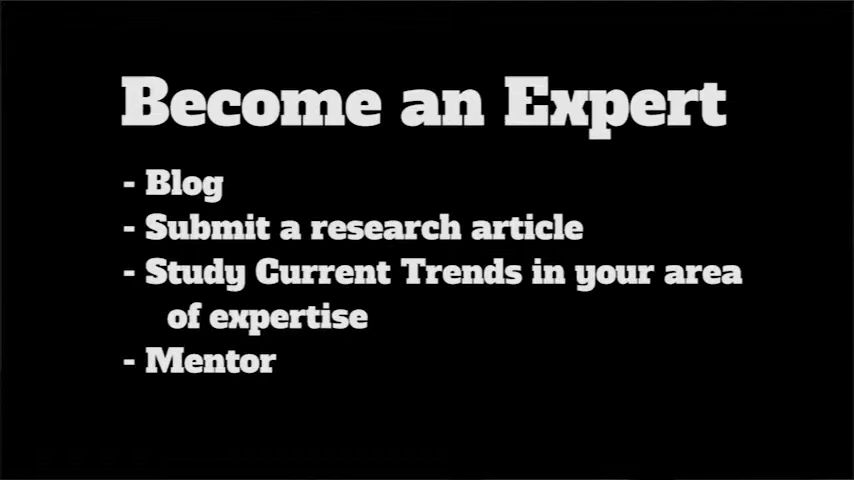 Become an Expert
- Blog
- Submit a research article
- Study Current Trends in your area
of expertise
- Mentor